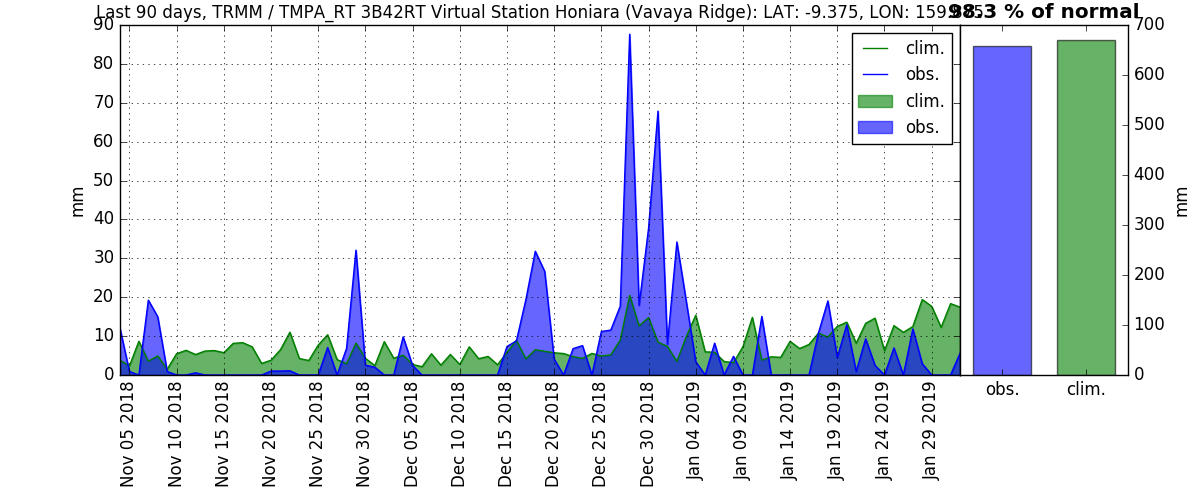 Last 90 days, TRMM / TMPA_RT 3B42RT Virtual Station Honiara (Vavaya Ridge): LAT: -9.375, LON:
98.3 % of normal
90
80
70
60
50
40
30
20
10
0
mm
clim.
obs.
clim.
obs.
Nov 05 2018
Nov 10 2018
Nov 15 2018
Nov 20 2018
Nov 25 2018
Nov 30 2018
Dec 05 2018
Dec 10 2018
Dec 15 2018
Dec 20 2018
Dec 25 2018
Dec 30 2018
Jan 04 2019
Jan 09 2019
Jan 14 2019
Jan 19 2019
Jan 24 2019
Jan 29 2019
700
600
500
400
300
200
100
0
mm
obs.
clim.